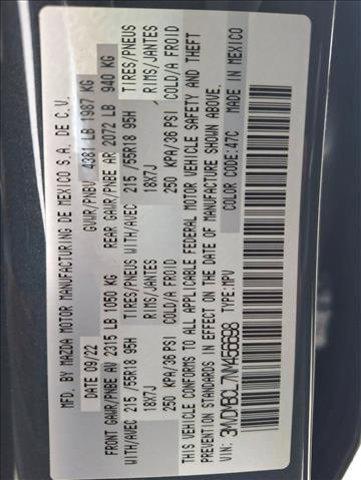 MFD. BY MAZDA MOTOR MANUFACTURING DE MEXICO S.A. DE C.V.
DATE: 09/22 GVWR/PNBV 4381 LB 1987 KG
FRONT GAWR/PNBE AV 2315 LB 1050 KG REAR GAWR/PNBE AR 2072 LB 940 KG
WITH/AVEC 215 /55R18 95H TIRES/PNEUS WITH/AVEC 215 /55R18 95H TIRES/PNEUS
18X7J RIMS/JANTES 18X7J RIMS/JANTES
250 KPA/36 PSI COLD/A FROID 250 KPA/36 PSI COLD/A FROID
THIS VEHICLE CONFORMS TO ALL APPLICABLE FEDERAL MOTOR VEHICLE SAFETY AND THEFT
PREVENTION STANDARDS IN EFFECT ON THE DATE OF MANUFACTURE SHOWN ABOVE.
VIN: TYPE: MPV COLOR CODE: 47C MADE IN MEXICO